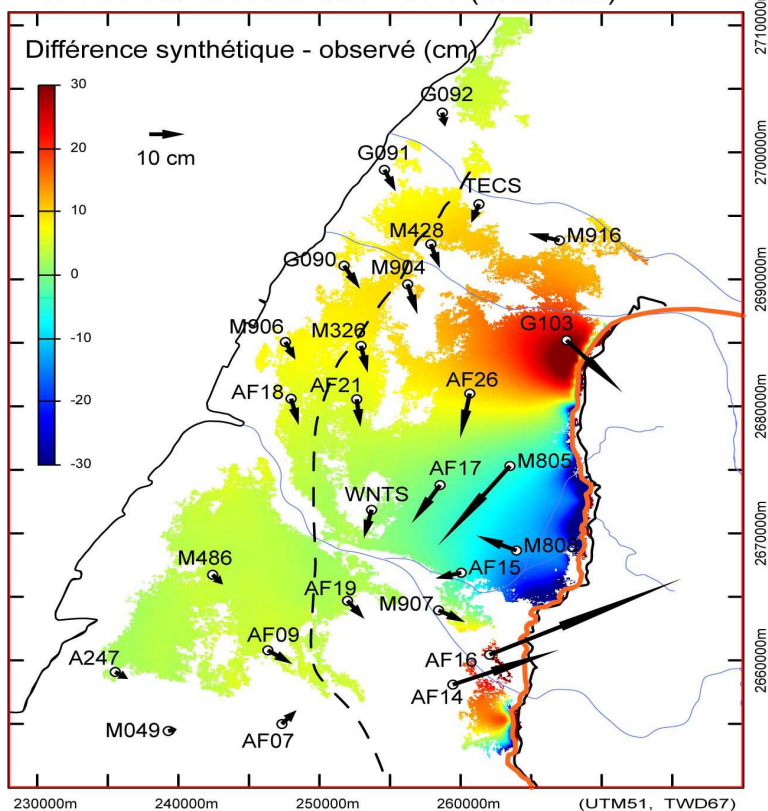 Différence synthétique - observé (cm)
30
20
10
0
-10
-20
-30
10 cm
G092
G091
TECS
M428
M916
G090
M904
G103
M906
M326
AF18
AF21
AF26
AF17
M805
WNTS
M808
M486
AF15
AF19
M907
AF09
AF16
A247
AF14
M049
AF07
2710000m
2700000m
2690000m
2680000m
2670000m
2660000m
230000m
240000m
250000m
260000m
(UTM51, TWD67)